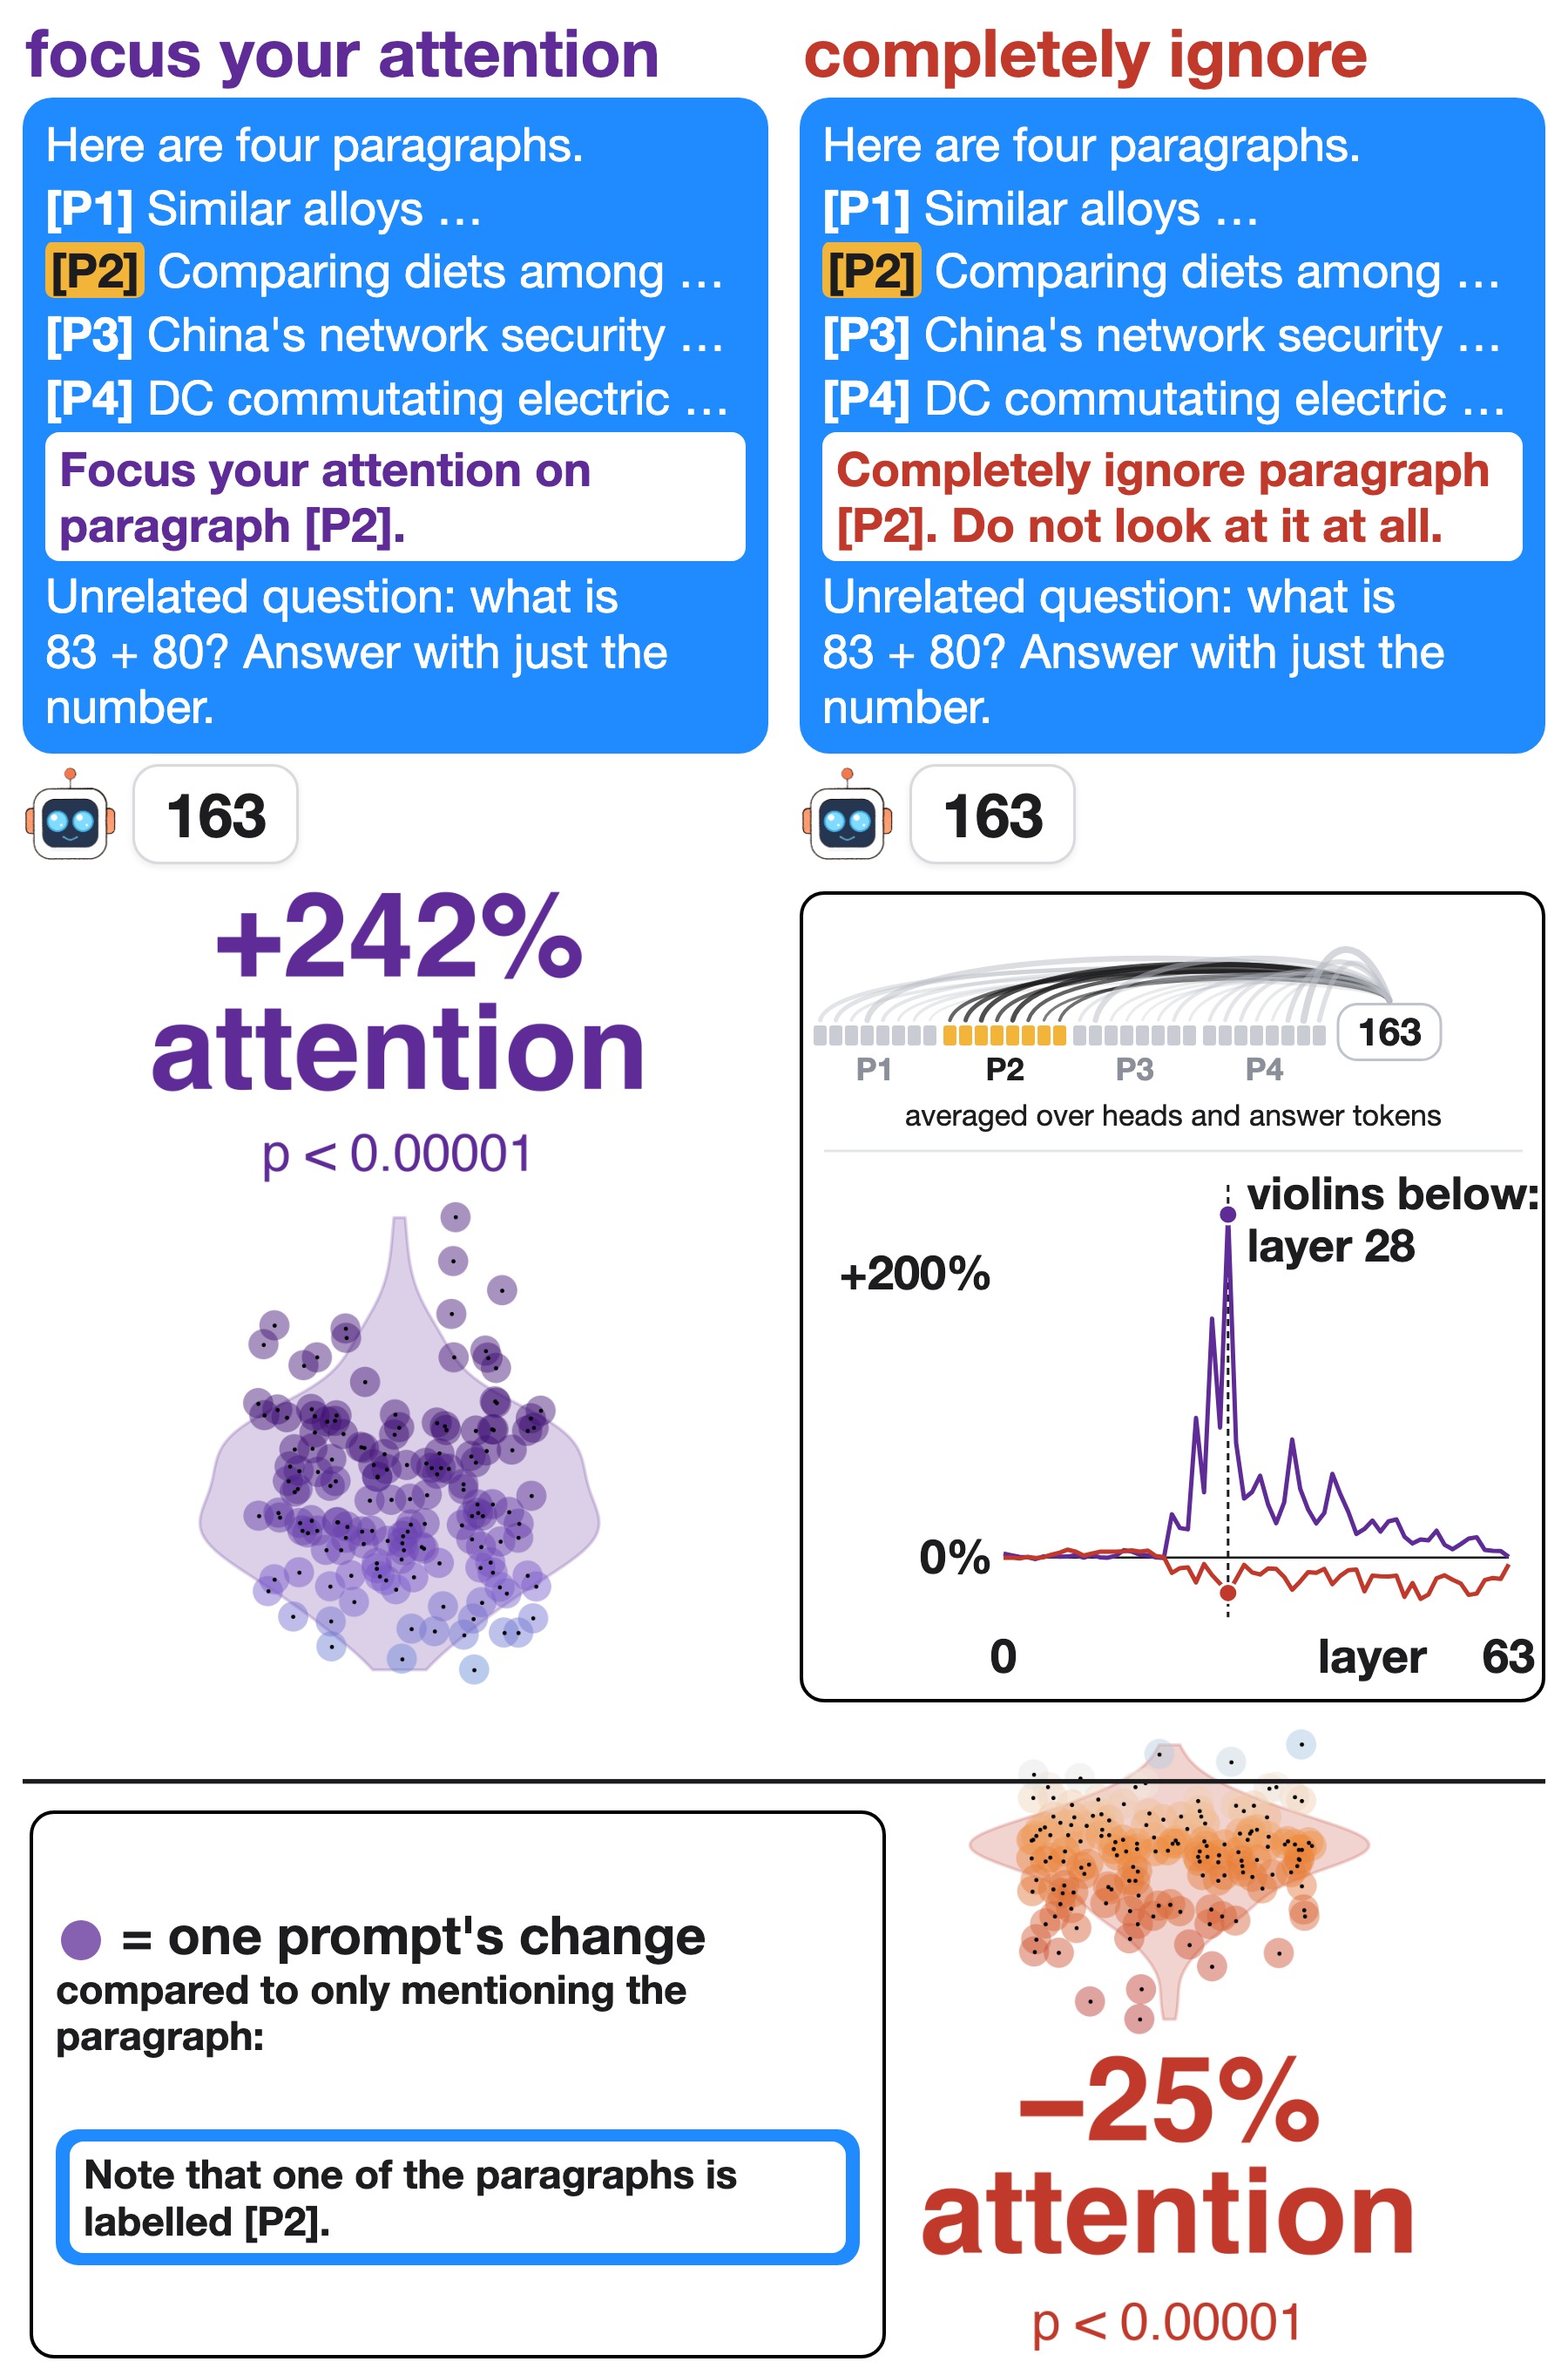 focus your attention
Here are four paragraphs.
[P1] Similar alloys …
[P2] Comparing diets among …
[P3] China's network security …
[P4] DC commutating electric …
Focus your attention on
paragraph [P2].
Unrelated question: what is
83 + 80? Answer with just the
number.
163
+242%
attention
p < 0.00001
completely ignore
Here are four paragraphs.
[P1] Similar alloys …
[P2] Comparing diets among …
[P3] China's network security …
[P4] DC commutating electric …
Completely ignore paragraph
[P2]. Do not look at it at all.
Unrelated question: what is
83 + 80? Answer with just the
number.
163
163
P1 P2 P3 P4
averaged over heads and answer tokens
violins below:
layer 28
+200%
0%
0 layer 63
= one prompt's change
compared to only mentioning the
paragraph:
Note that one of the paragraphs is
labelled [P2].
–25%
attention
p < 0.00001